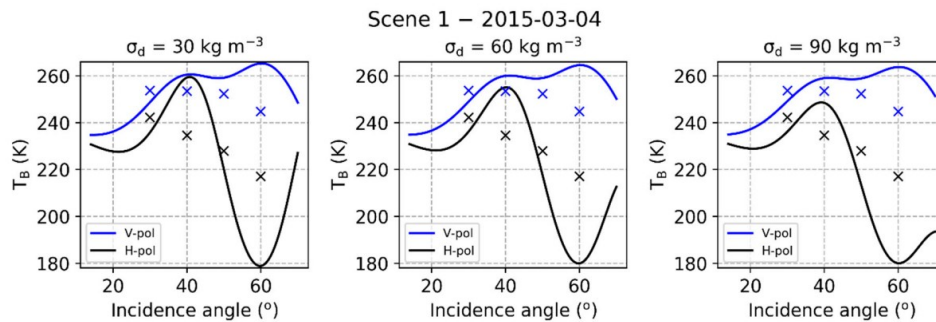 Scene 1 − 2015-03-04
σd = 30 kg m−3
σd = 60 kg m−3
σd = 90 kg m−3
TB (K)
260
240
220
200
180
V-pol
H-pol
20
40
60
Incidence angle (o)
TB (K)
260
240
220
200
180
V-pol
H-pol
20
40
60
Incidence angle (o)
TB (K)
260
240
220
200
180
V-pol
H-pol
20
40
60
Incidence angle (o)